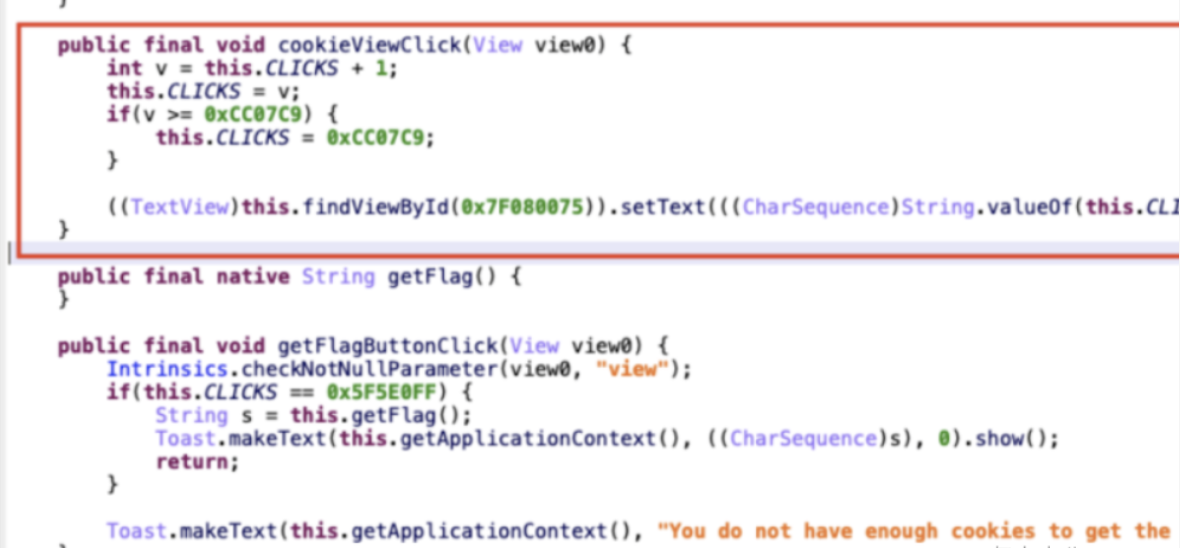 }
public final void cookieViewClick(View view0) {
int v = this.CLICKS + 1;
this.CLICKS = v;
if(v >= 0xCC07C9) {
this.CLICKS = 0xCC07C9;
}
((TextView)this.findViewById(0x7F080075)).setText(((CharSequence)String.valueOf(this.CLI
}
public final native String getFlag() {
}
public final void getFlagButtonClick(View view0) {
Intrinsics.checkNotNullParameter(view0, "view");
if(this.CLICKS == 0x5F5E0FF) {
String s = this.getFlag();
Toast.makeText(this.getApplicationContext(), ((CharSequence)s), 0).show();
return;
}
Toast.makeText(this.getApplicationContext(), "You do not have enough cookies to get the